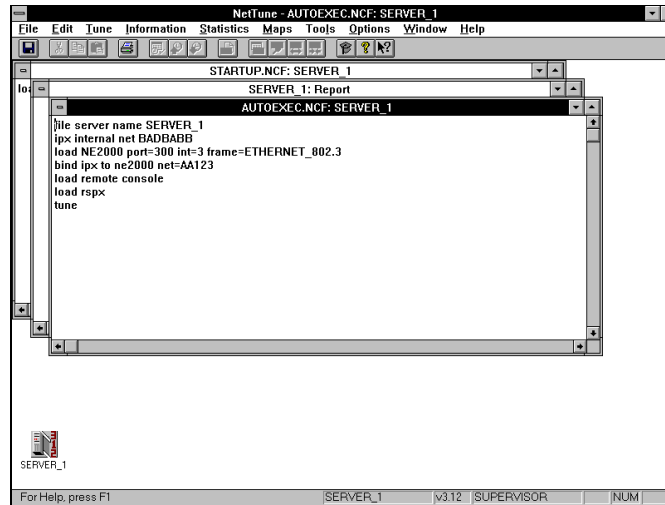 NetTune - AUTOEXEC.NCF: SERVER_1
File Edit Tune Information Statistics Maps Tools Options Window Help
STARTUP.NCF: SERVER_1
loa
SERVER_1: Report
AUTOEXEC.NCF: SERVER_1
file server name SERVER_1
ipx internal net BADBABB
load NE2000 port=300 int=3 frame=ETHERNET_802.3
bind ipx to ne2000 net=AA123
load remote console
load rspx
tune
SERVER_1
For Help, press F1 SERVER_1 v3.12 SUPERVISOR NUM